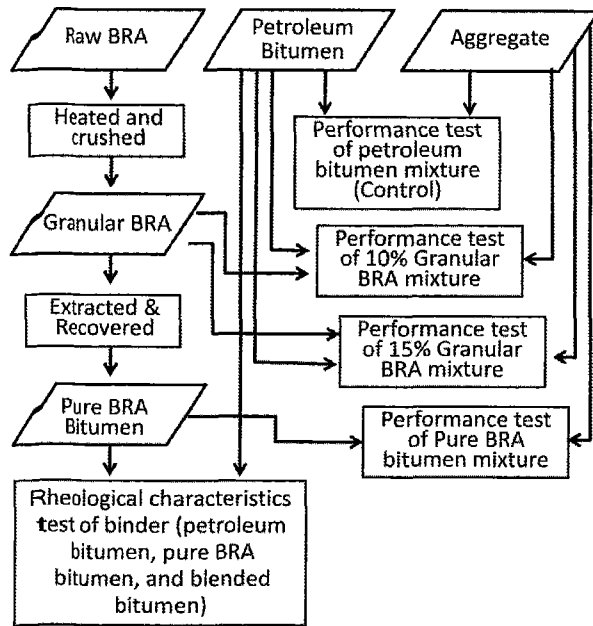 Raw BRA
Petroleum
Bitumen
Aggregate
Heated and
crushed
Performance test
of petroleum
bitumen mixture
(Control)
Granular BRA
Performance test
of 10% Granular
BRA mixture
Extracted &
Recovered
Performance test
of 15% Granular
BRA mixture
Pure BRA
Bitumen
Performance test
of Pure BRA
bitumen mixture
Rheological characteristics
test of binder (petroleum
bitumen, pure BRA
bitumen, and blended
bitumen)